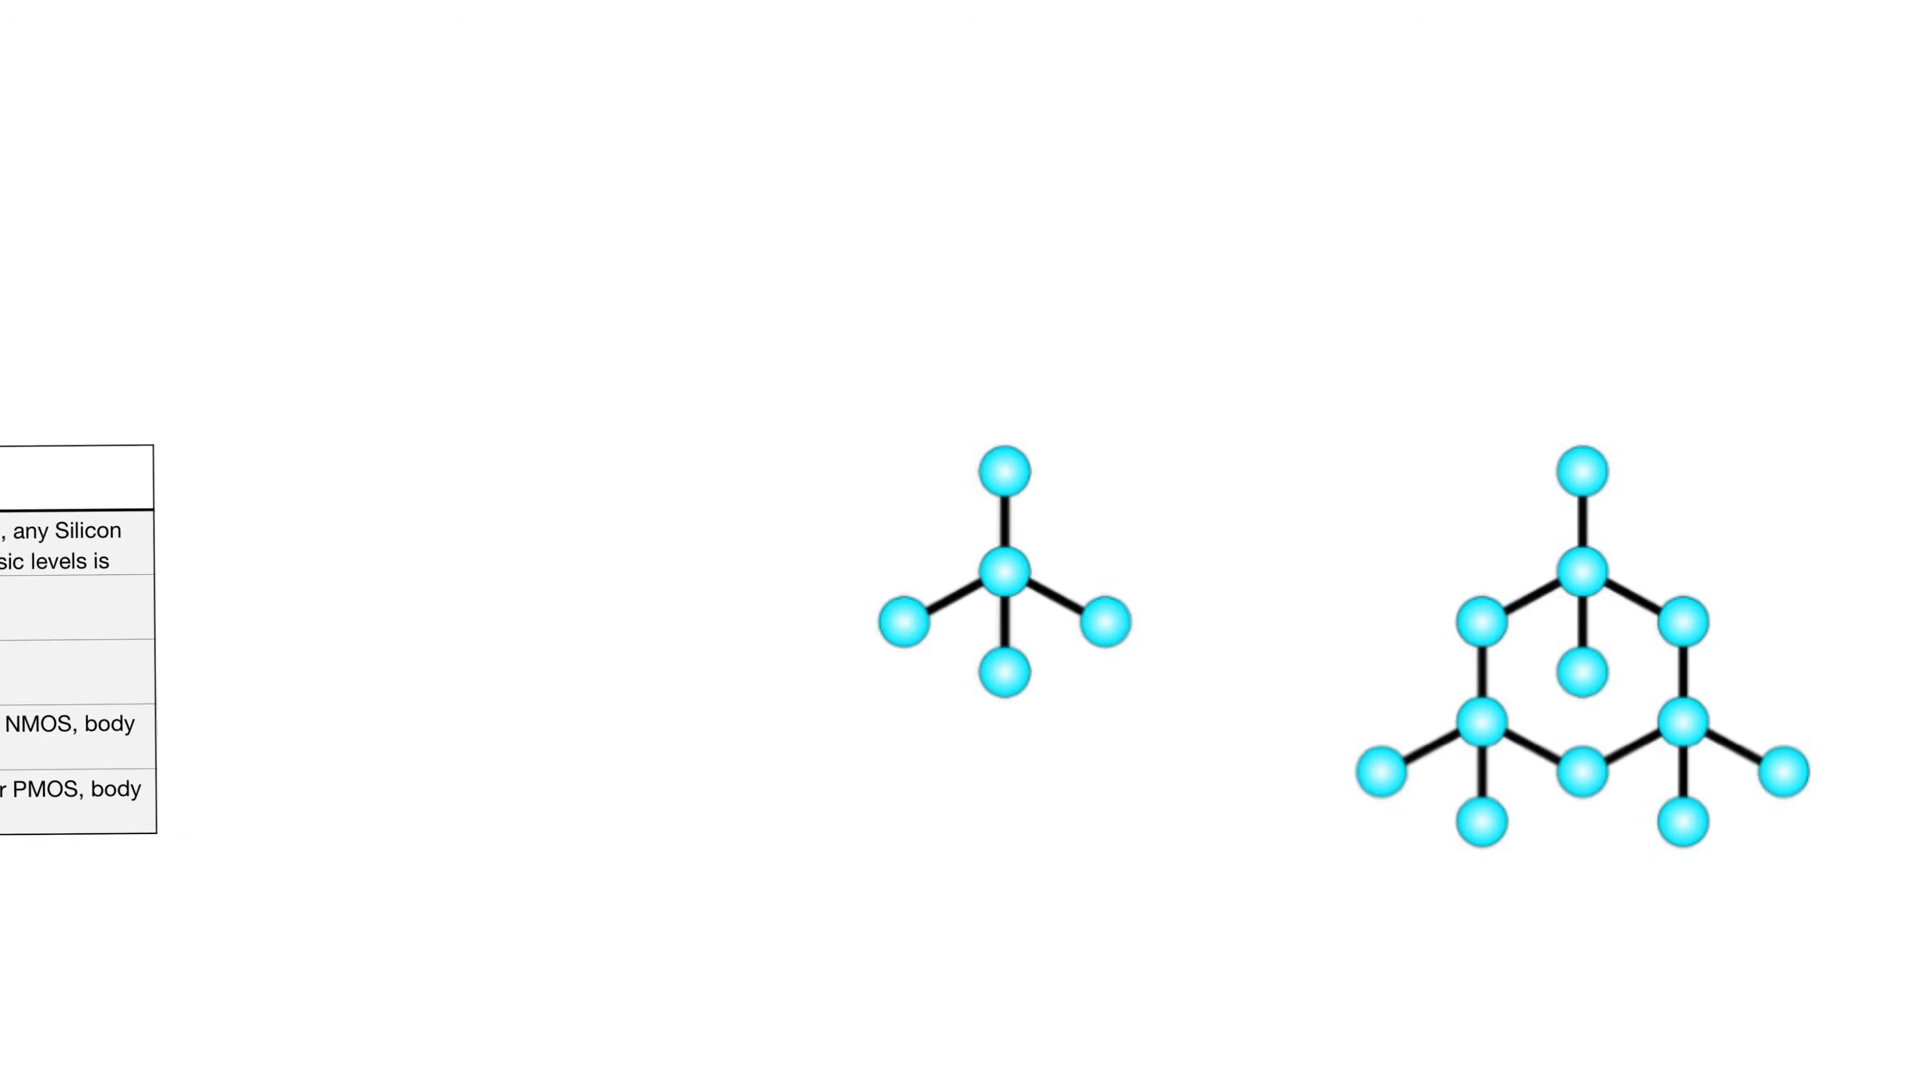 , any Silicon
sic levels is
NMOS, body
r PMOS, body